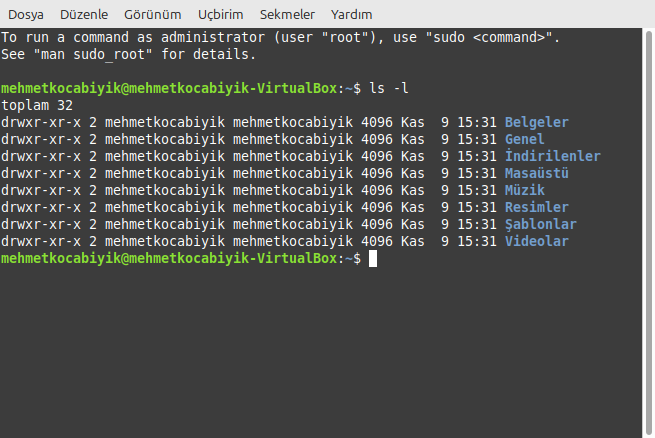 Dosya Düzenle Görünüm Uçbirim Sekmeler Yardım
To run a command as administrator (user "root"), use "sudo <command>".
See "man sudo_root" for details.
mehmetkocabiyik@mehmetkocabiyik-VirtualBox:~$ ls -l
toplam 32
drwxr-xr-x 2 mehmetkocabiyik mehmetkocabiyik 4096 Kas  9 15:31 Belgeler
drwxr-xr-x 2 mehmetkocabiyik mehmetkocabiyik 4096 Kas  9 15:31 Genel
drwxr-xr-x 2 mehmetkocabiyik mehmetkocabiyik 4096 Kas  9 15:31 İndirilenler
drwxr-xr-x 2 mehmetkocabiyik mehmetkocabiyik 4096 Kas  9 15:31 Masaüstü
drwxr-xr-x 2 mehmetkocabiyik mehmetkocabiyik 4096 Kas  9 15:31 Müzik
drwxr-xr-x 2 mehmetkocabiyik mehmetkocabiyik 4096 Kas  9 15:31 Resimler
drwxr-xr-x 2 mehmetkocabiyik mehmetkocabiyik 4096 Kas  9 15:31 Şablonlar
drwxr-xr-x 2 mehmetkocabiyik mehmetkocabiyik 4096 Kas  9 15:31 Videolar
mehmetkocabiyik@mehmetkocabiyik-VirtualBox:~$